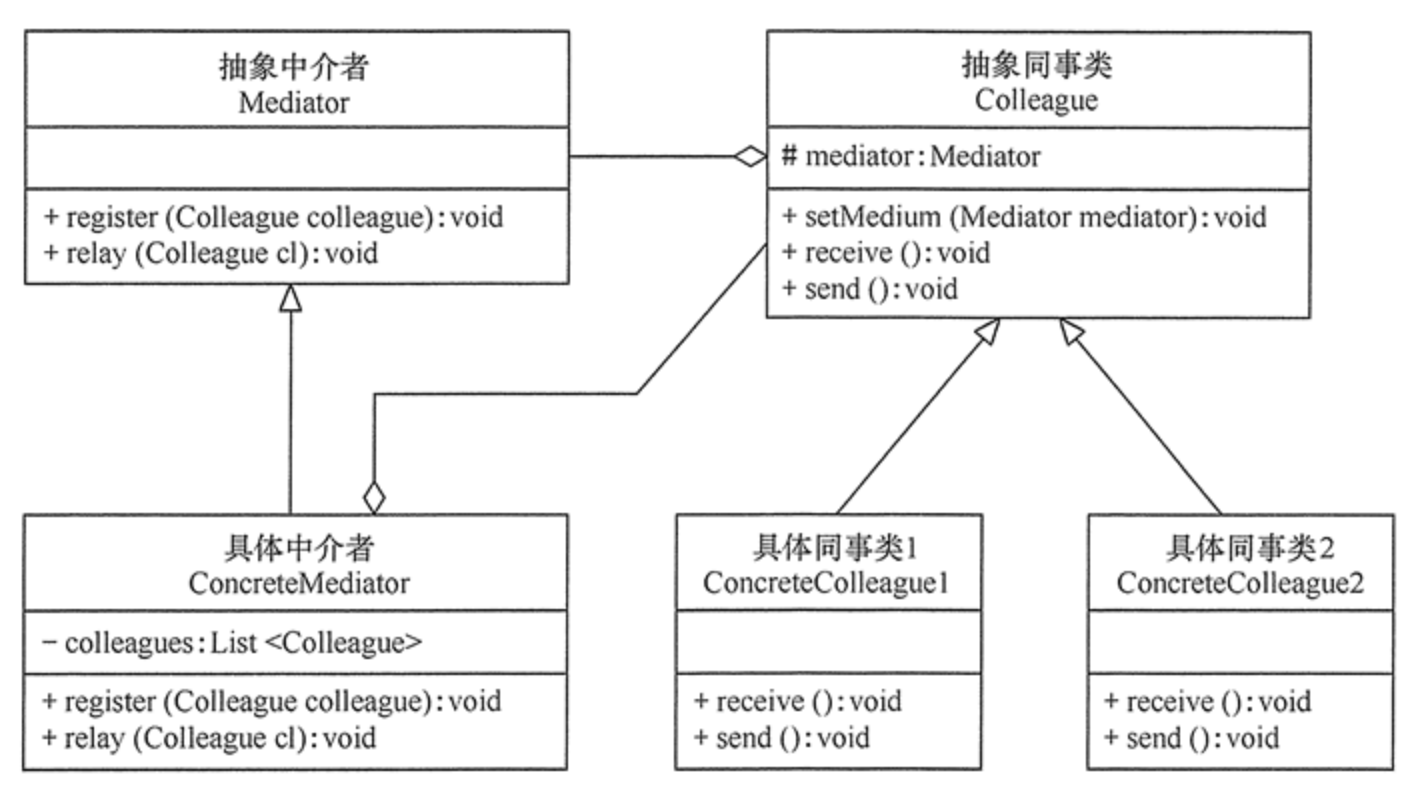 抽象中介者
Mediator
+ register (Colleague colleague):void
+ relay (Colleague cl):void
抽象同事类
Colleague
# mediator:Mediator
+ setMedium (Mediator mediator):void
+ receive ():void
+ send ():void
具体中介者
ConcreteMediator
− colleagues:List <Colleague>
+ register (Colleague colleague):void
+ relay (Colleague cl):void
具体同事类1
ConcreteColleague1
+ receive ():void
+ send ():void
具体同事类2
ConcreteColleague2
+ receive ():void
+ send ():void